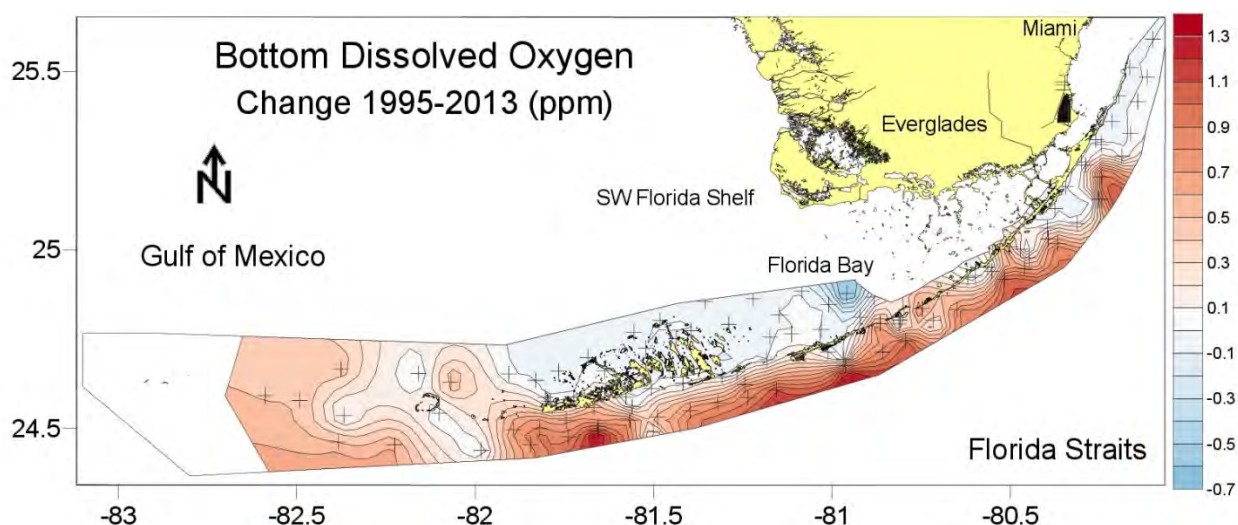 Bottom Dissolved Oxygen
Change 1995-2013 (ppm)
Miami
Everglades
SW Florida Shelf
N
Gulf of Mexico
Florida Bay
Florida Straits
25.5
25
24.5
-83
-82.5
-82
-81.5
-81
-80.5
1.3
1.1
0.9
0.7
0.5
0.3
0.1
-0.1
-0.3
-0.5
-0.7